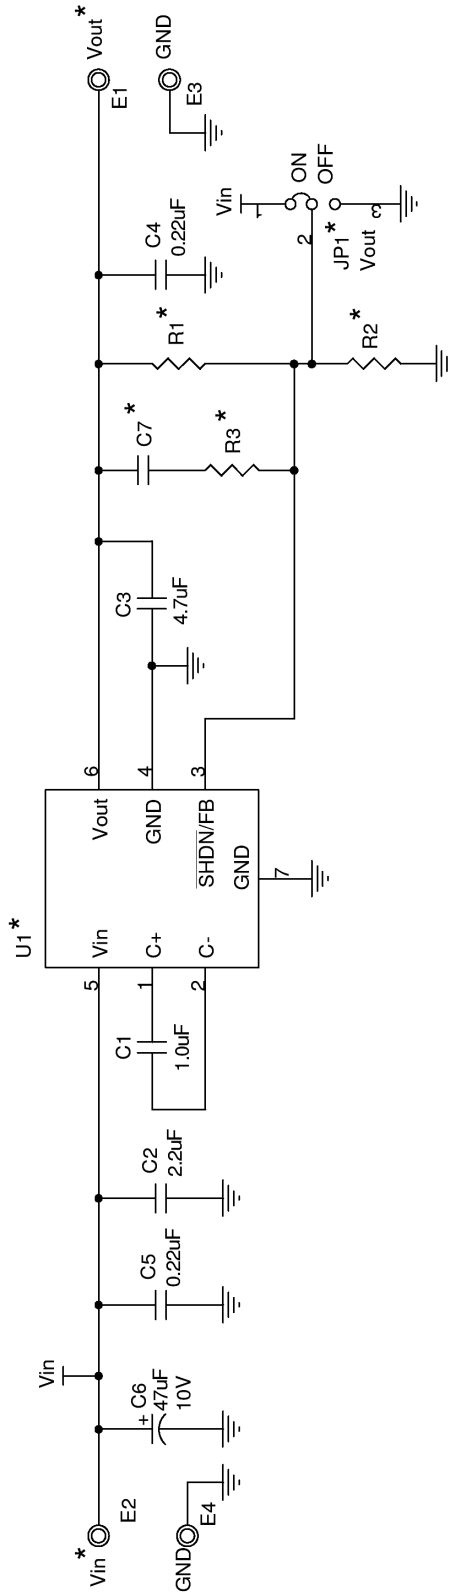 Vin *
E2
GND
E4
Vin
+
C6
47uF
10V
C5
0.22uF
C2
2.2uF
C1
1.0uF
U1*
5
Vin
1
C+
2
C-
Vout
6
GND
4
SHDN/FB
3
GND
7
C3
4.7uF
C7 *
R3 *
R1 *
R2 *
C4
0.22uF
Vin
1
2
3
ON
OFF
JP1 *
Vout
Vout *
E1
GND
E3